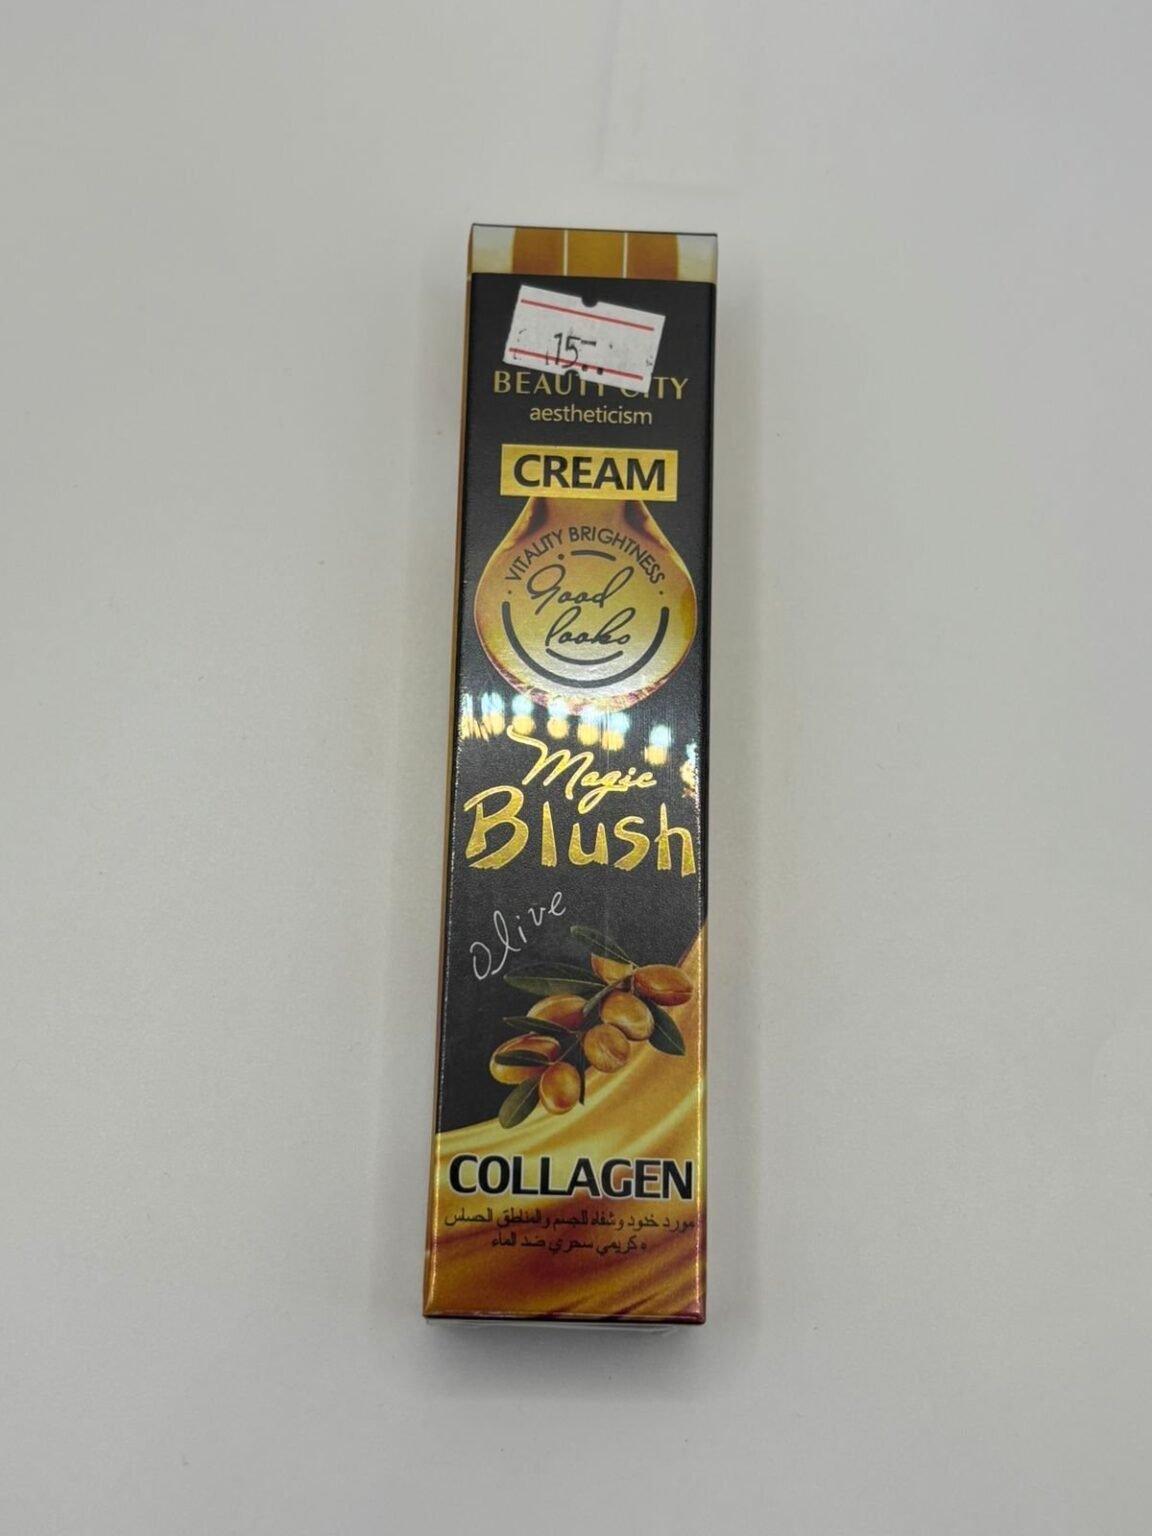 15.-
BEAUTY CITY
aestheticism
CREAM
VITALITY BRIGHTNESS
Good
looks
Magic
Blush
olive
COLLAGEN
مورد خدود وشفاه للجسم والمناطق الحساس
ه كريمي سحري ضد الماء